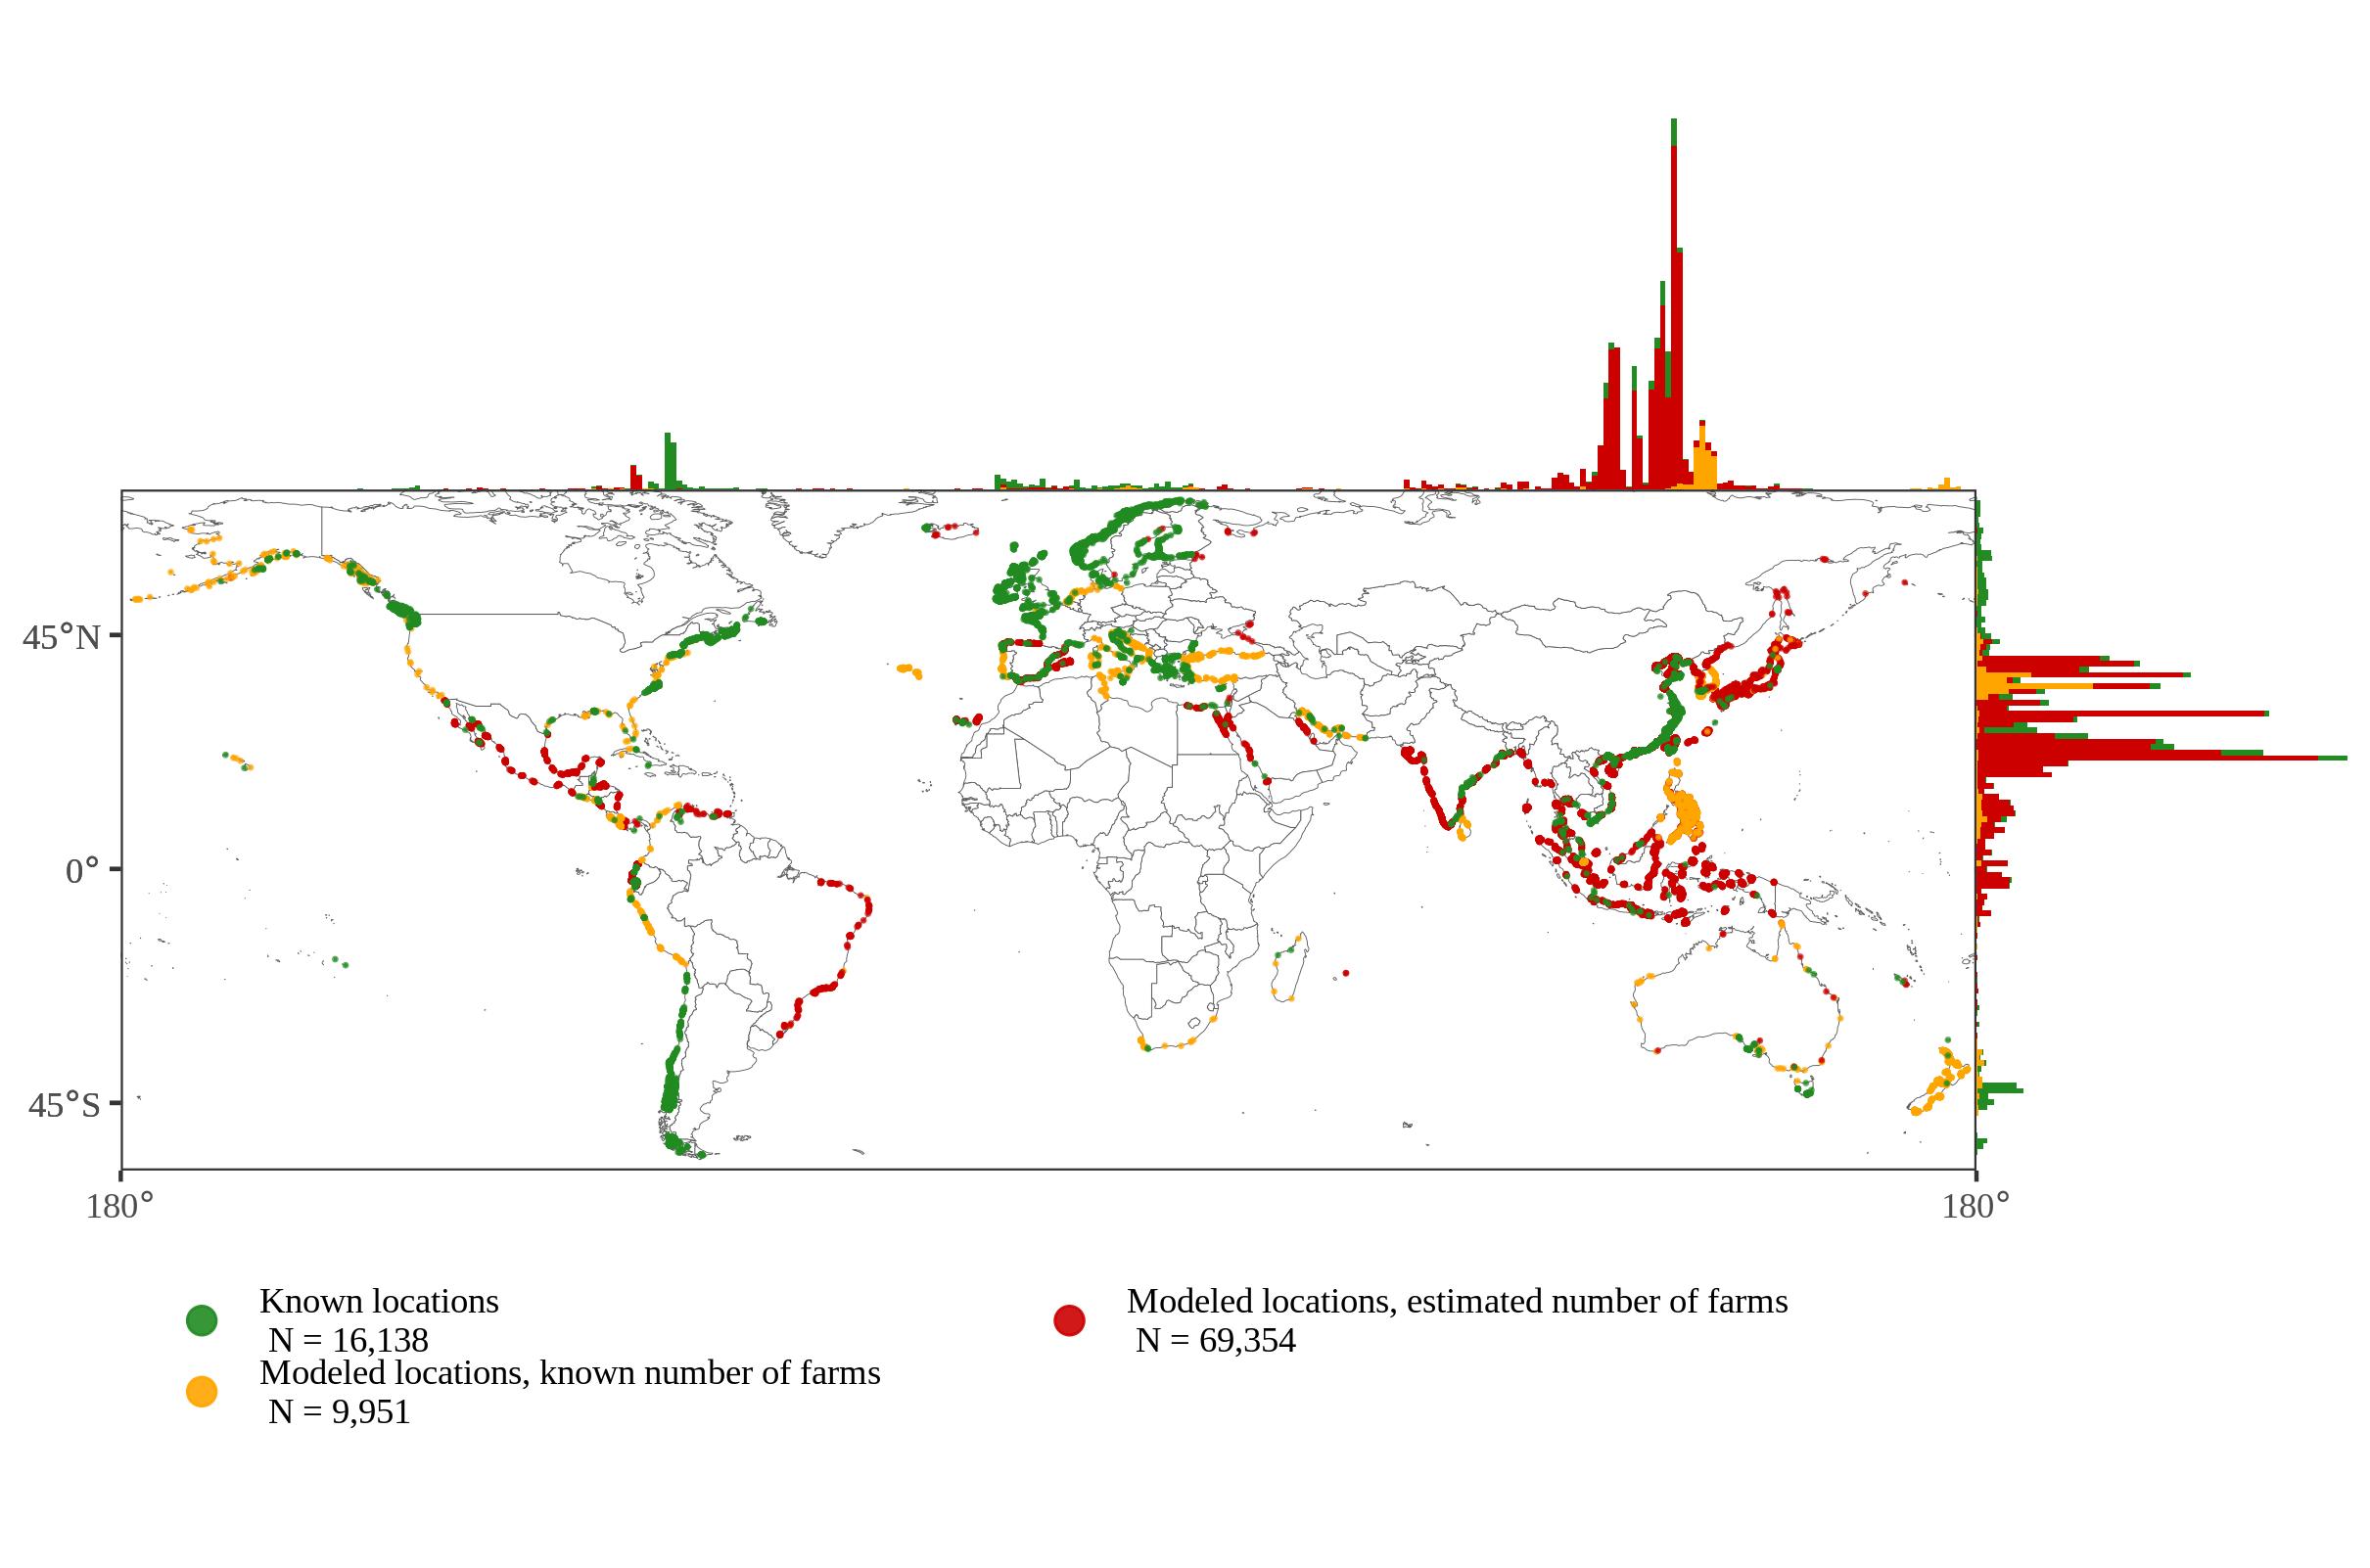 45°N
0°
45°S
180°
180°
Known locations
N = 16,138
Modeled locations, known number of farms
N = 9,951
Modeled locations, estimated number of farms
N = 69,354